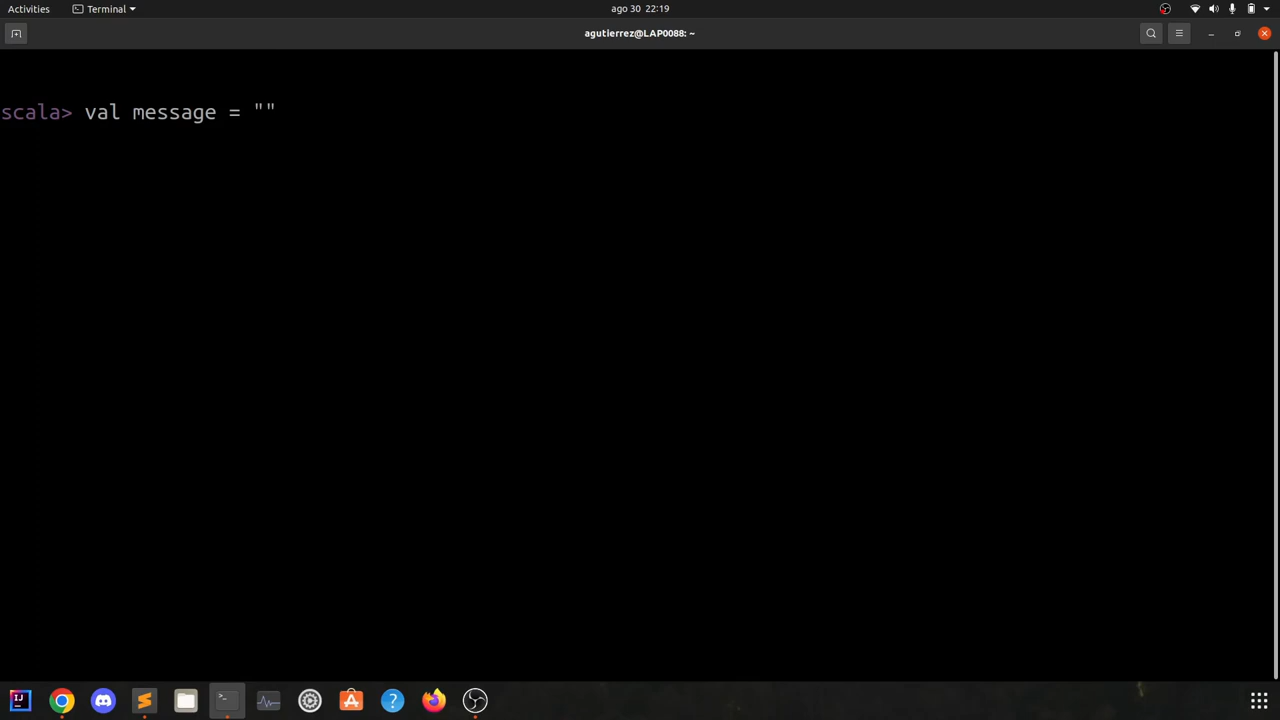 Activities Terminal ago 30 22:19
agutierrez@LAP0088: ~
scala> val message = ""